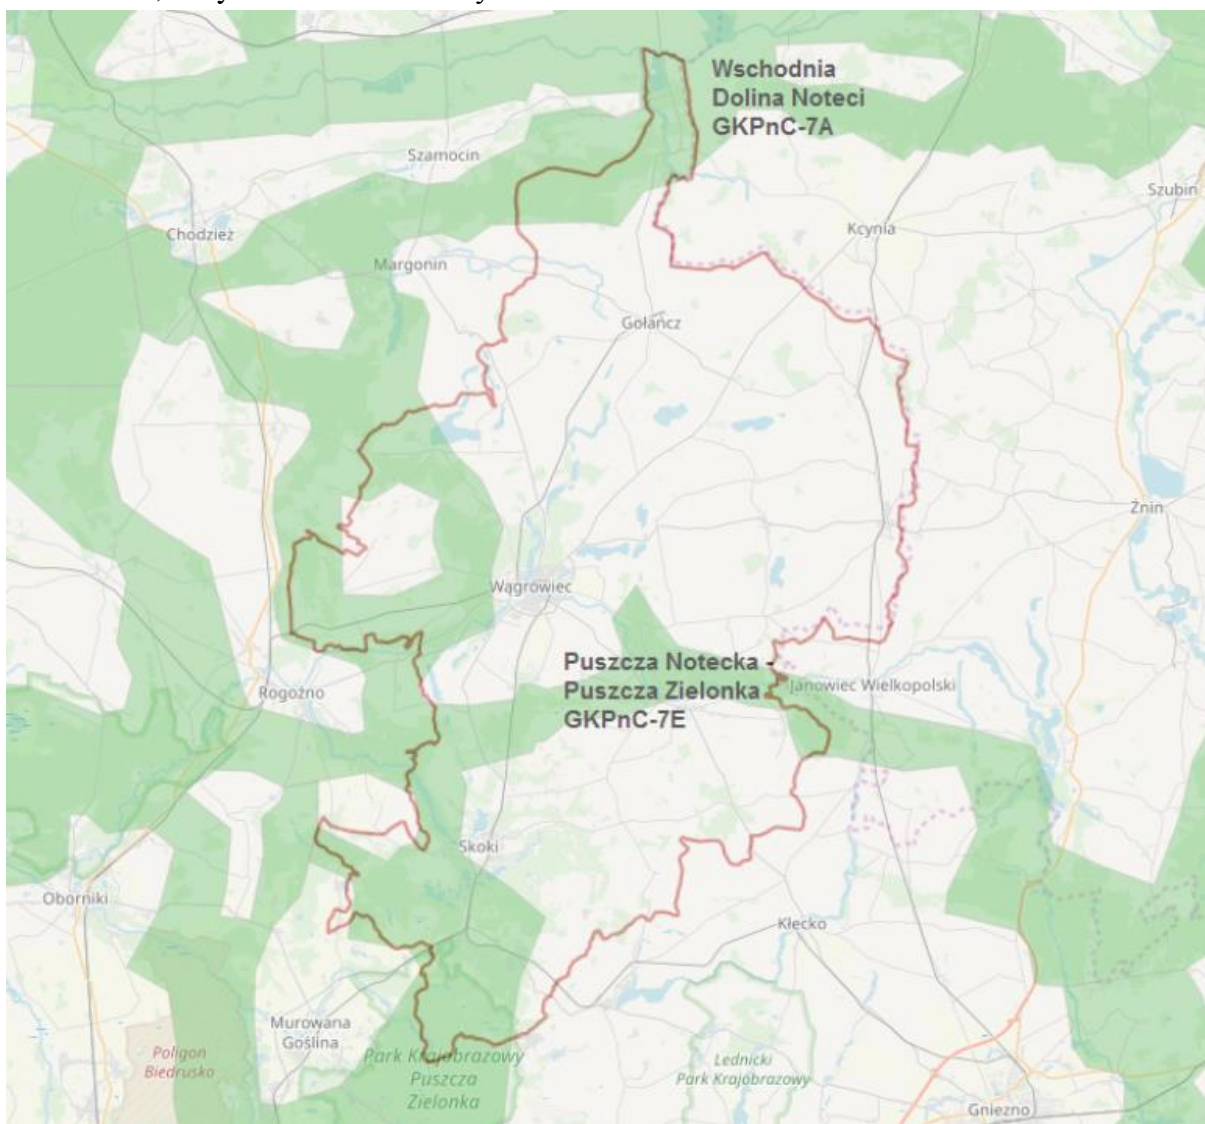 Wschodnia
Dolina Noteci
GKPnC-7A
Szamocin
Szubin
Chodzież
Kcynia
Margonin
Gołańcz
Żnin
Wągrowiec
Puszcza Notecka -
Puszcza Zielonka
GKPnC-7E
Janowiec Wielkopolski
Rogoźno
Skoki
Oborniki
Kłecko
Murowana
Goślina
Poligon
Biedrusko
Park Krajobrazowy
Puszcza
Zielonka
Lednicki
Park Krajobrazowy
Gniezno